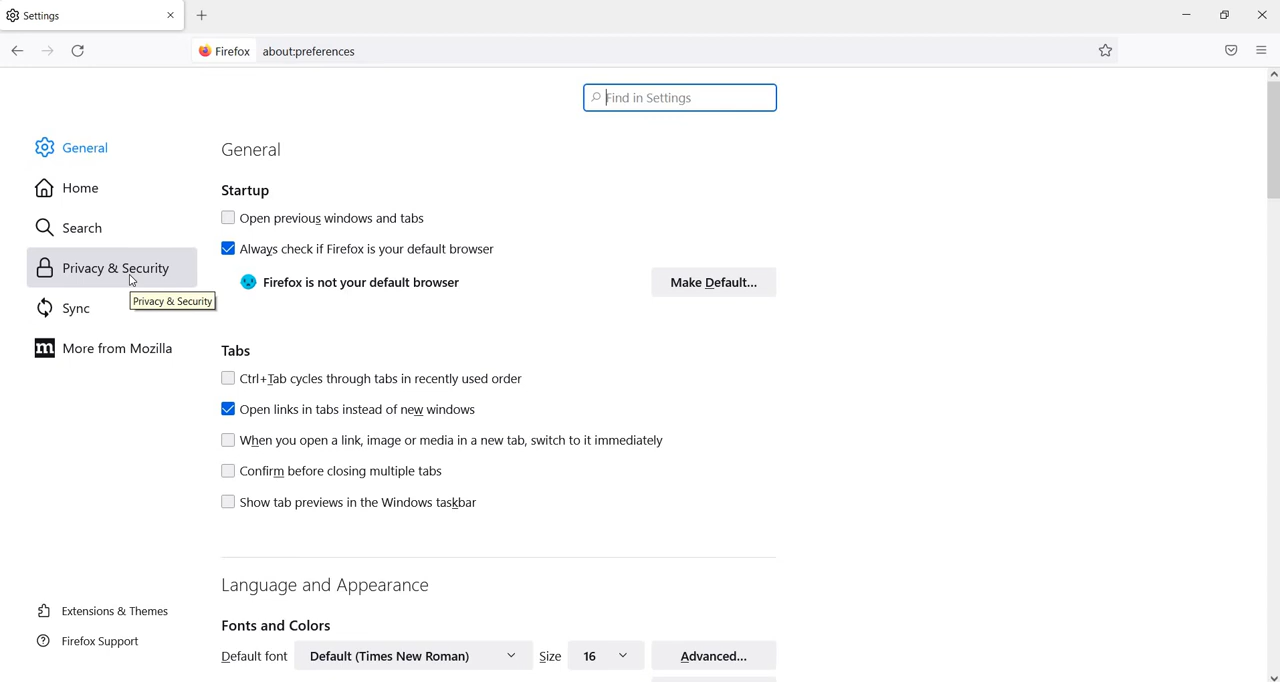 Settings
Firefox about:preferences
Find in Settings
General
Home
Search
Privacy & Security
Privacy & Security
Sync
More from Mozilla
Extensions & Themes
Firefox Support
General
Startup
Open previous windows and tabs
Always check if Firefox is your default browser
Firefox is not your default browser Make Default...
Tabs
Ctrl+Tab cycles through tabs in recently used order
Open links in tabs instead of new windows
When you open a link, image or media in a new tab, switch to it immediately
Confirm before closing multiple tabs
Show tab previews in the Windows taskbar
Language and Appearance
Fonts and Colors
Default font Default (Times New Roman) Size 16 Advanced...